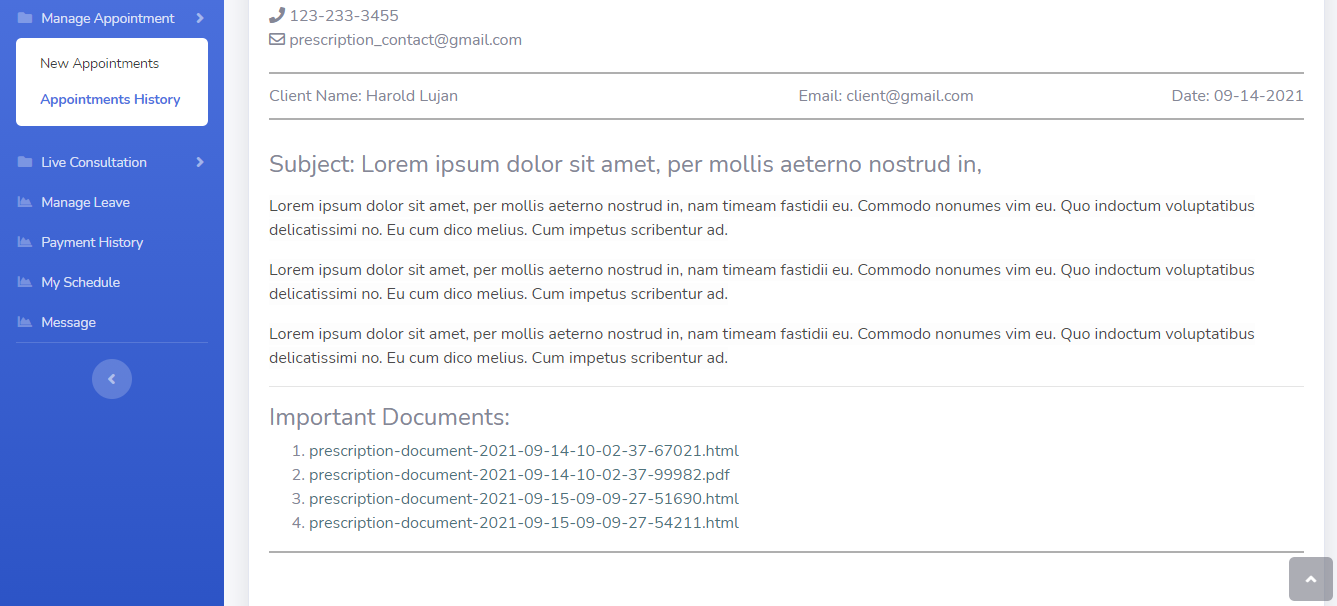 Manage Appointment
New Appointments
Appointments History
Live Consultation
Manage Leave
Payment History
My Schedule
Message
123-233-3455
prescription_contact@gmail.com
Client Name: Harold Lujan Email: client@gmail.com Date: 09-14-2021
Subject: Lorem ipsum dolor sit amet, per mollis aeterno nostrud in,
Lorem ipsum dolor sit amet, per mollis aeterno nostrud in, nam timeam fastidii eu. Commodo nonumes vim eu. Quo indoctum voluptatibus
delicatissimi no. Eu cum dico melius. Cum impetus scribentur ad.
Lorem ipsum dolor sit amet, per mollis aeterno nostrud in, nam timeam fastidii eu. Commodo nonumes vim eu. Quo indoctum voluptatibus
delicatissimi no. Eu cum dico melius. Cum impetus scribentur ad.
Lorem ipsum dolor sit amet, per mollis aeterno nostrud in, nam timeam fastidii eu. Commodo nonumes vim eu. Quo indoctum voluptatibus
delicatissimi no. Eu cum dico melius. Cum impetus scribentur ad.
Important Documents:
1. prescription-document-2021-09-14-10-02-37-67021.html
2. prescription-document-2021-09-14-10-02-37-99982.pdf
3. prescription-document-2021-09-15-09-09-27-51690.html
4. prescription-document-2021-09-15-09-09-27-54211.html